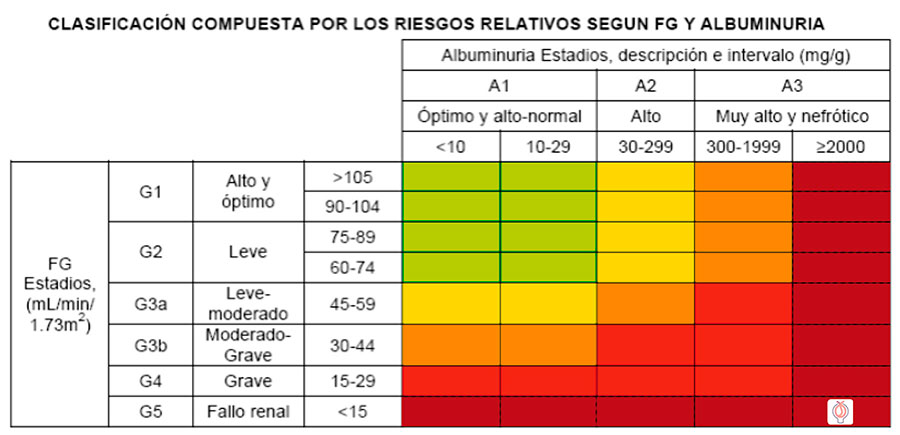 CLASIFICACIÓN COMPUESTA POR LOS RIESGOS RELATIVOS SEGUN FG Y ALBUMINURIA
Albuminuria Estadios, descripción e intervalo (mg/g)
A1 A2 A3
Óptimo y alto-normal Alto Muy alto y nefrótico
<10 10-29 30-299 300-1999 ≥2000
FG
Estadios,
(mL/min/
1.73m²)
G1 Alto y
óptimo
>105
90-104
G2 Leve
75-89
60-74
G3a Leve-
moderado
45-59
G3b Moderado-
Grave
30-44
G4 Grave 15-29
G5 Fallo renal <15